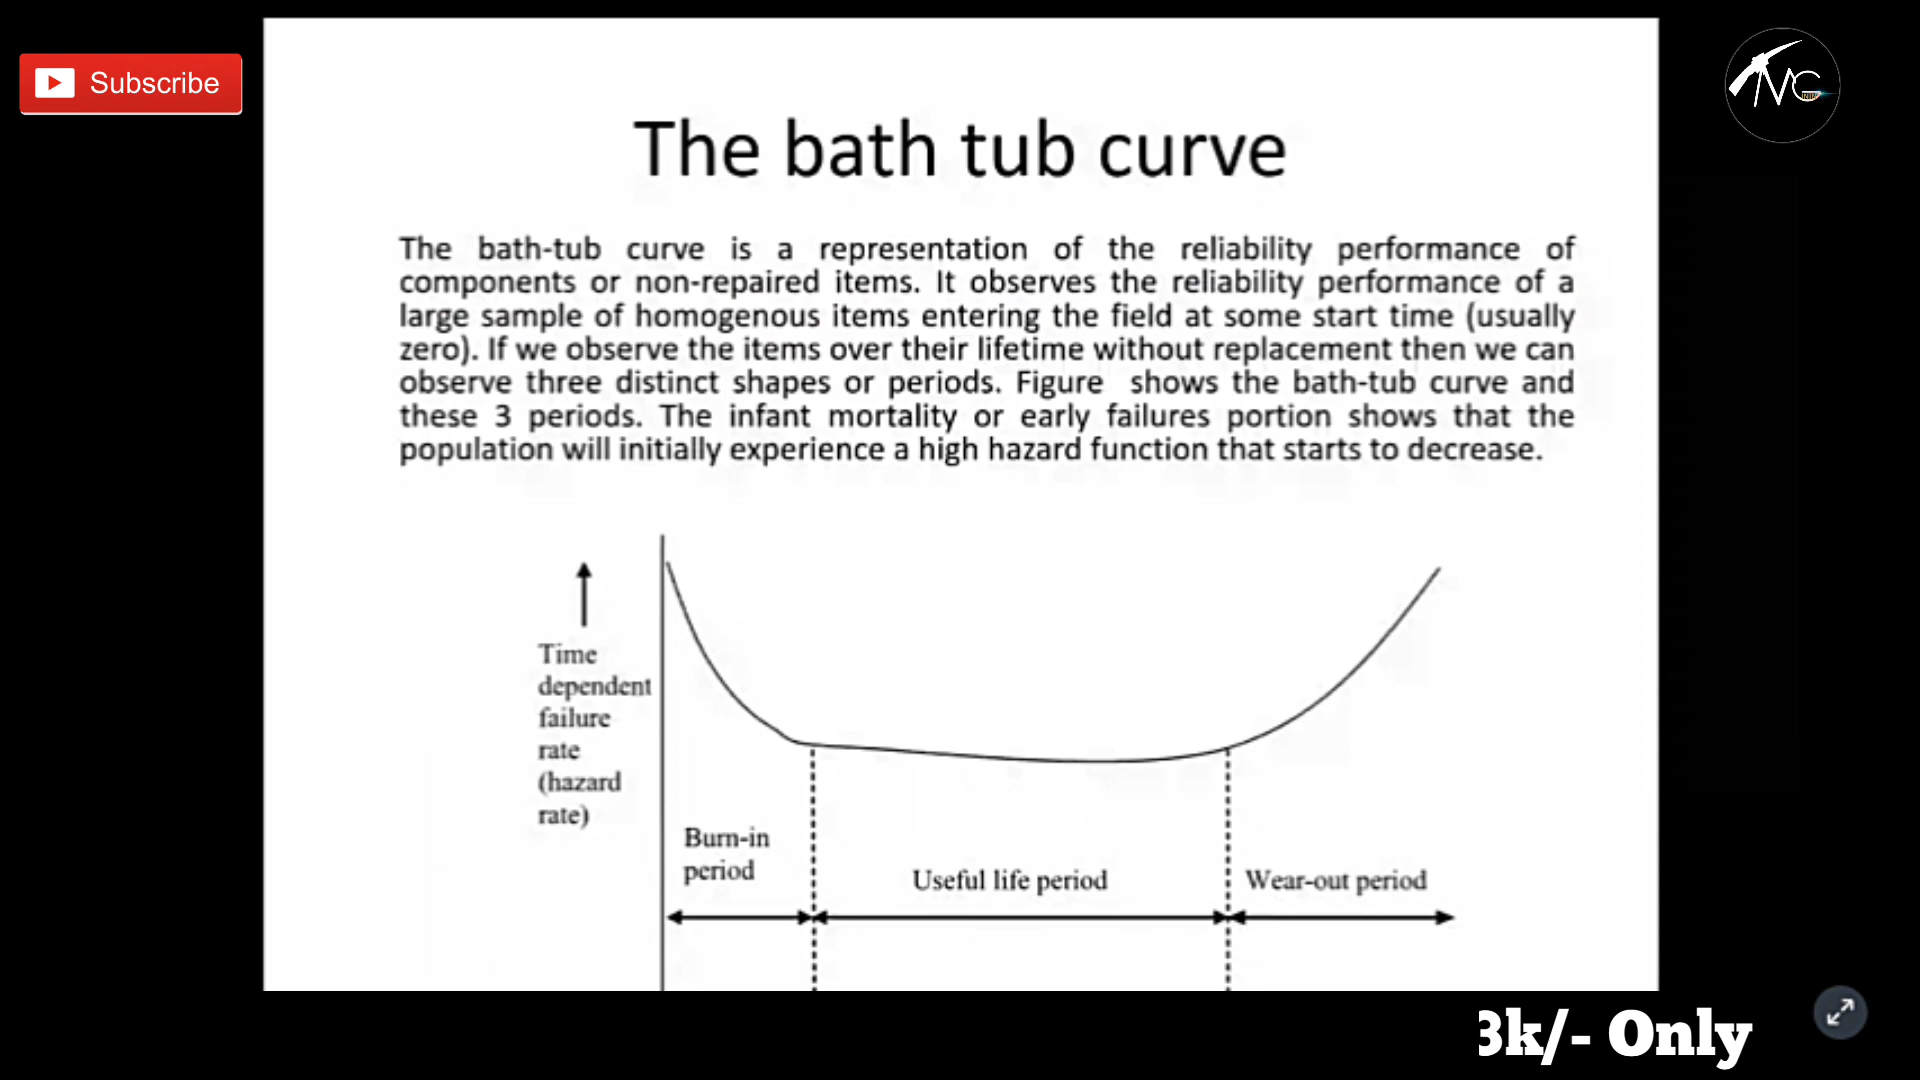 Subscribe
The bath tub curve
The bath-tub curve is a representation of the reliability performance of
components or non-repaired items. It observes the reliability performance of a
large sample of homogenous items entering the field at some start time (usually
zero). If we observe the items over their lifetime without replacement then we can
observe three distinct shapes or periods. Figure shows the bath-tub curve and
these 3 periods. The infant mortality or early failures portion shows that the
population will initially experience a high hazard function that starts to decrease.
Time
dependent
failure
rate
(hazard
rate)
Burn-in
period
Useful life period
Wear-out period
3k/- Only